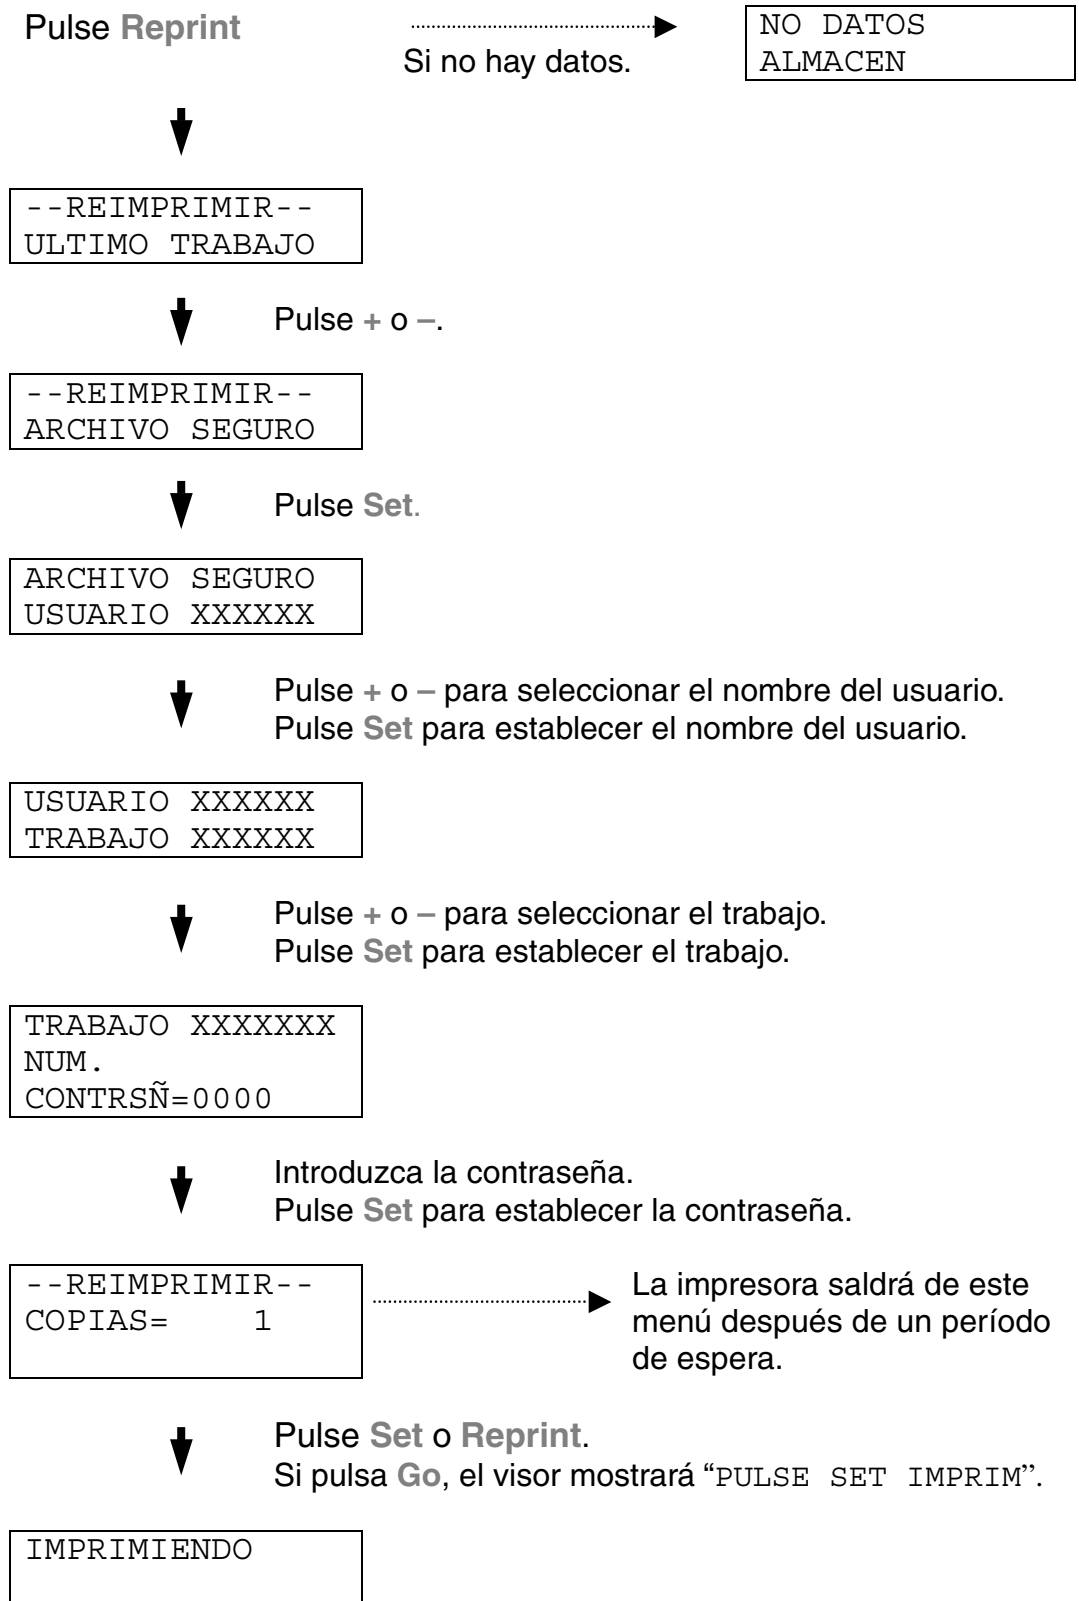 Pulse Reprint
Si no hay datos.
NO DATOS
ALMACEN
--REIMPRIMIR--
ULTIMO TRABAJO
Pulse + o –.
--REIMPRIMIR--
ARCHIVO SEGURO
Pulse Set.
ARCHIVO SEGURO
USUARIO XXXXXX
Pulse + o – para seleccionar el nombre del usuario.
Pulse Set para establecer el nombre del usuario.
USUARIO XXXXXX
TRABAJO XXXXXX
Pulse + o – para seleccionar el trabajo.
Pulse Set para establecer el trabajo.
TRABAJO XXXXXXX
NUM.
CONTRSÑ=0000
Introduzca la contraseña.
Pulse Set para establecer la contraseña.
--REIMPRIMIR--
COPIAS= 1
La impresora saldrá de este
menú después de un período
de espera.
Pulse Set o Reprint.
Si pulsa Go, el visor mostrará “PULSE SET IMPRIM”.
IMPRIMIENDO